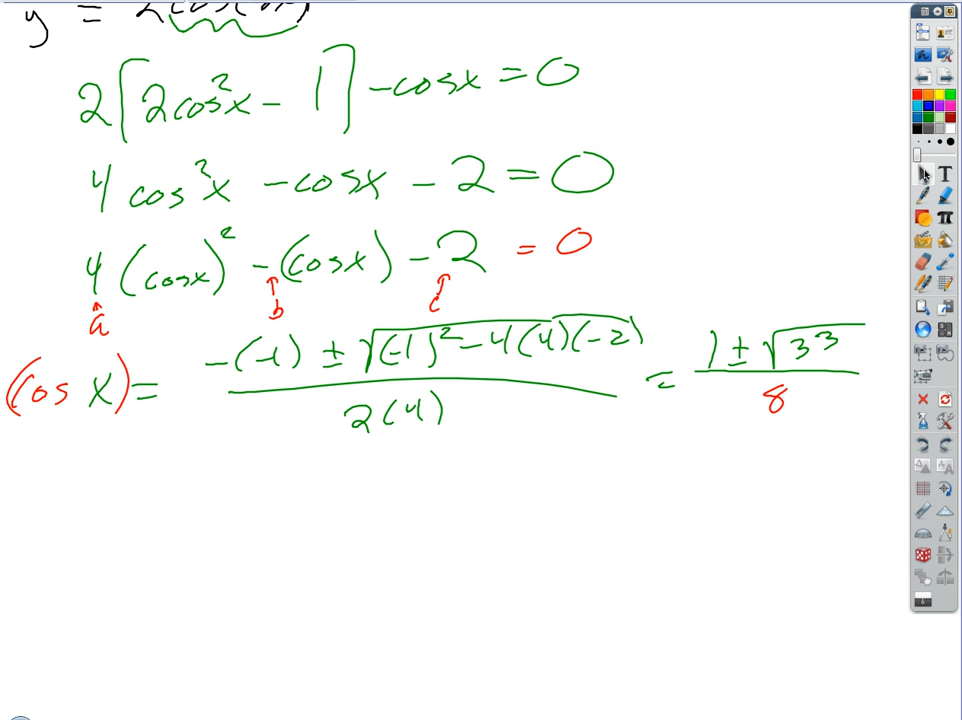 y = 2cos(
2[2cos²x - 1] - cosx = 0
4cos²x - cosx - 2 = 0
4(cosx)² - (cosx) - 2 = 0
a b c
(cos x) = -(-1) ± √(-1)² - 4(4)(-2) / 2(4) = 1 ± √33 / 8